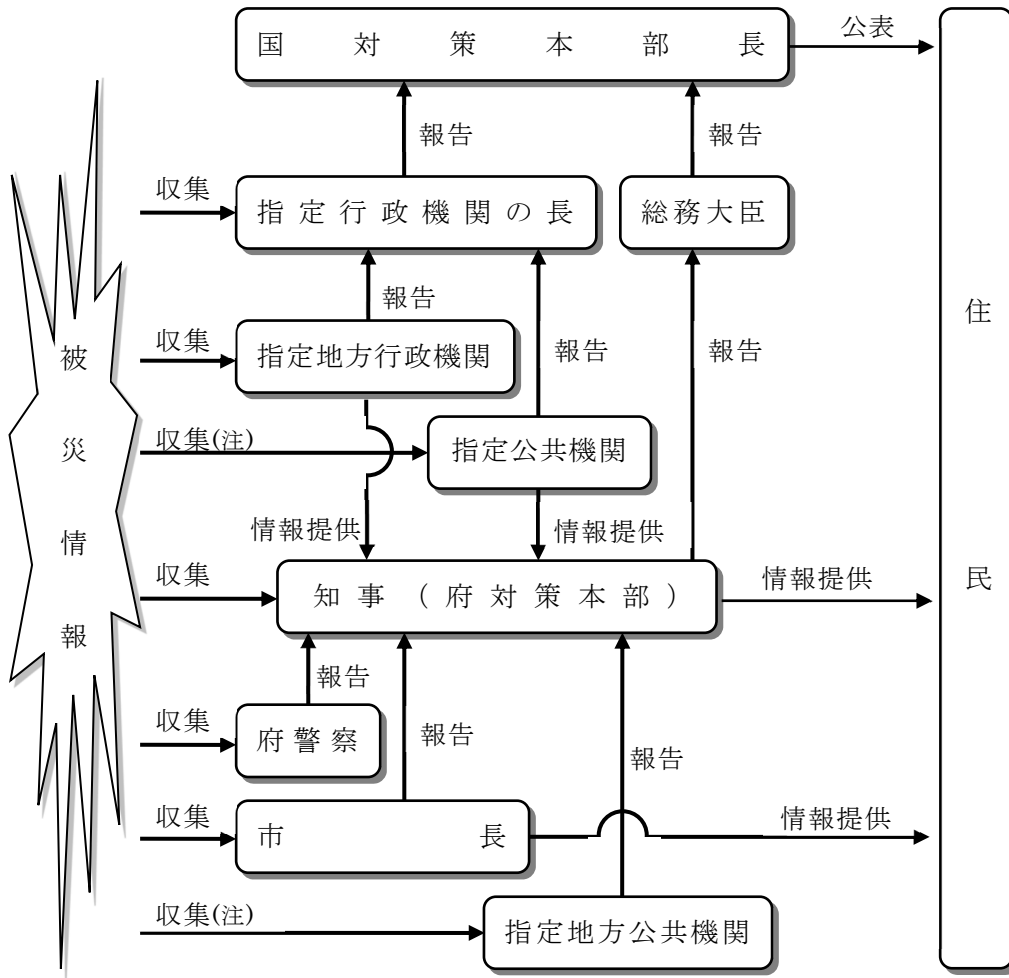 国対策本部長
公表
報告
報告
収集
指定行政機関の長
総務大臣
報告
収集
指定地方行政機関
報告
報告
収集(注)
指定公共機関
情報提供
情報提供
収集
知事(府対策本部)
情報提供
報告
収集
府警察
報告
報告
収集
市長
情報提供
収集(注)
指定地方公共機関
被災情報
住民